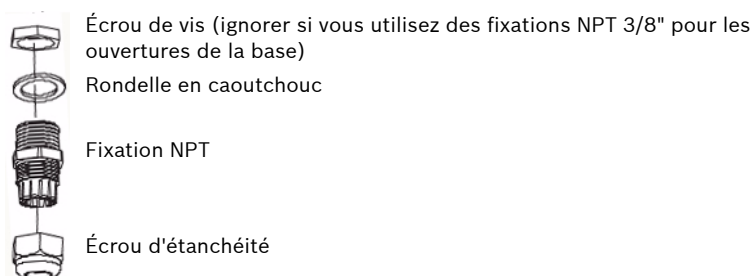 Écrou de vis (ignorer si vous utilisez des fixations NPT 3/8" pour les
ouvertures de la base)
Rondelle en caoutchouc
Fixation NPT
Écrou d'étanchéité